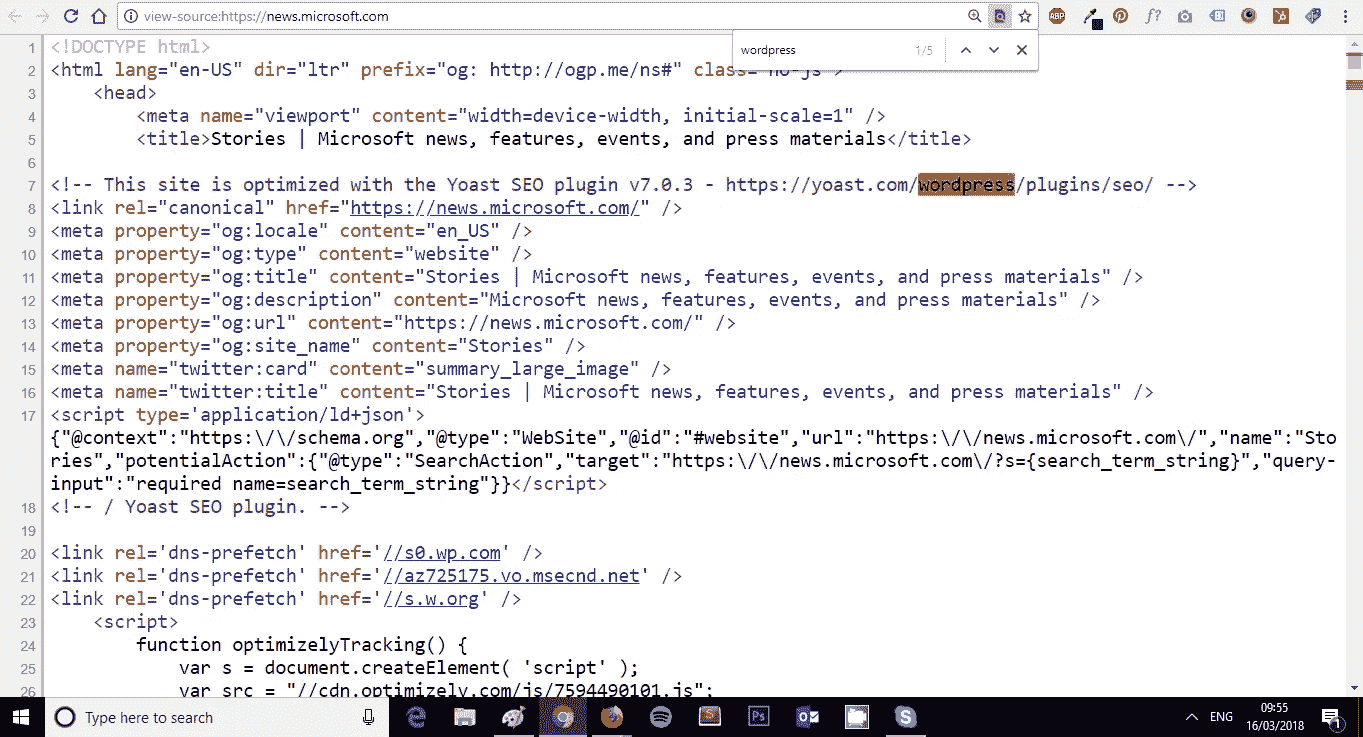 view-source:https://news.microsoft.com
ABP
f?
wordpress 1/5
1 <!DOCTYPE html>
2 <html lang="en-US" dir="ltr" prefix="og: http://ogp.me/ns#" class="no-js">
3 <head>
4 <meta name="viewport" content="width=device-width, initial-scale=1" />
5 <title>Stories | Microsoft news, features, events, and press materials</title>
6
7 <!-- This site is optimized with the Yoast SEO plugin v7.0.3 - https://yoast.com/wordpress/plugins/seo/ -->
8 <link rel="canonical" href="https://news.microsoft.com/" />
9 <meta property="og:locale" content="en_US" />
10 <meta property="og:type" content="website" />
11 <meta property="og:title" content="Stories | Microsoft news, features, events, and press materials" />
12 <meta property="og:description" content="Microsoft news, features, events, and press materials" />
13 <meta property="og:url" content="https://news.microsoft.com/" />
14 <meta property="og:site_name" content="Stories" />
15 <meta name="twitter:card" content="summary_large_image" />
16 <meta name="twitter:title" content="Stories | Microsoft news, features, events, and press materials" />
17 <script type='application/ld+json'>
{"@context":"https:\/\/schema.org","@type":"WebSite","@id":"#website","url":"https:\/\/news.microsoft.com\/","name":"Sto
ries","potentialAction":{"@type":"SearchAction","target":"https:\/\/news.microsoft.com\/?s={search_term_string}","query-
input":"required name=search_term_string"}}</script>
18 <!-- / Yoast SEO plugin. -->
19
20 <link rel='dns-prefetch' href='//s0.wp.com' />
21 <link rel='dns-prefetch' href='//az725175.vo.msecnd.net' />
22 <link rel='dns-prefetch' href='//s.w.org' />
23 <script>
24 function optimizelyTracking() {
25 var s = document.createElement( 'script' );
26 var src = "//cdn.optimizely.com/js/7594490101.js";
Type here to search
Ps
ENG
09:55
16/03/2018
1